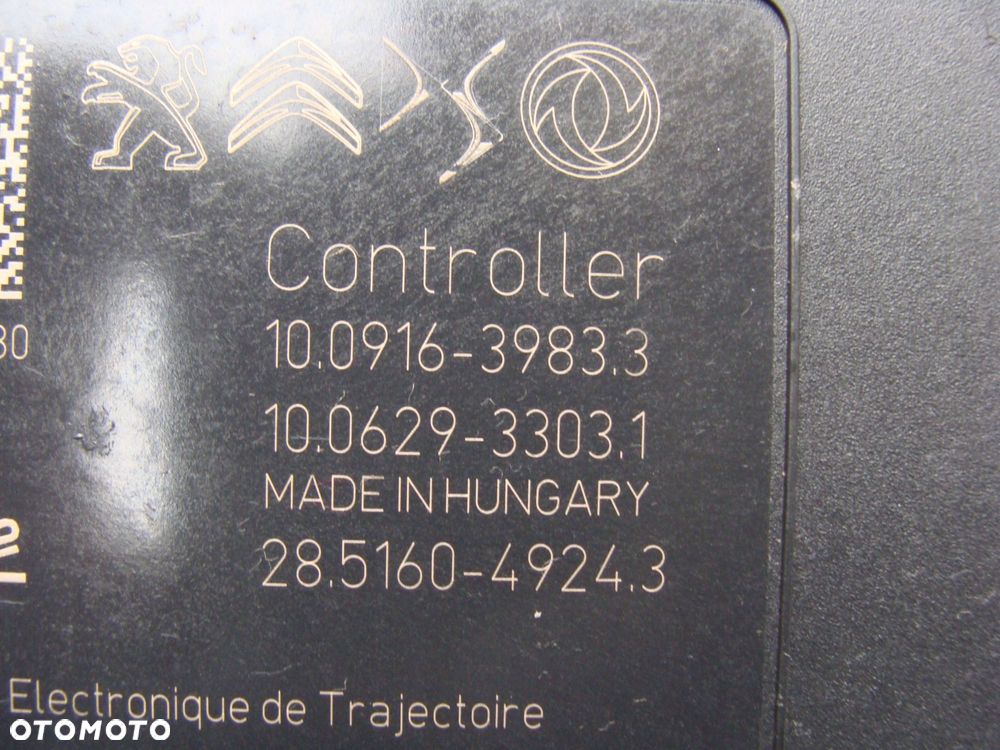 Controller
80
10.0916-3983.3
10.0629-3303.1
MADE IN HUNGARY
28.5160-4924.3
Electronique de Trajectoire
OTOMOTO